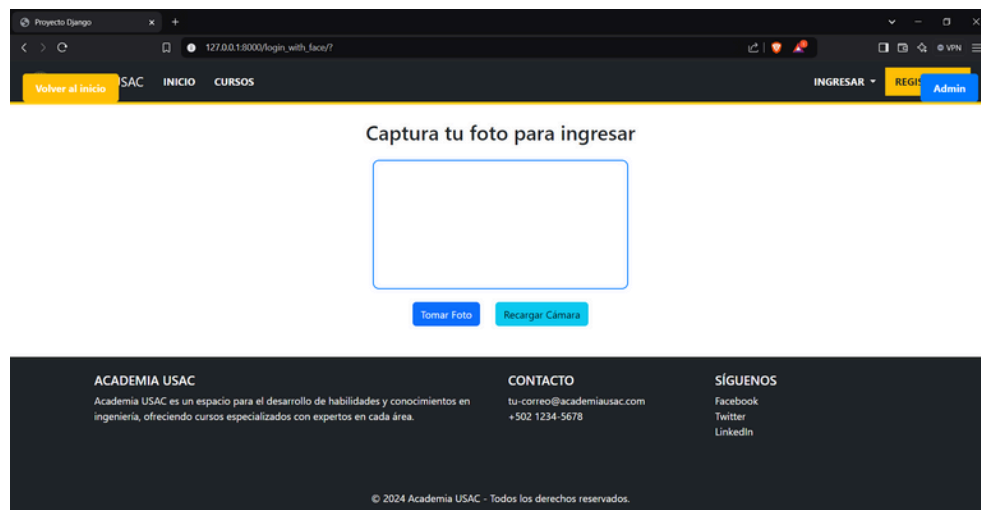 Proyecto Django
127.0.0.1:8000/login_with_face/?
VPN
Volver al inicio
INICIO
CURSOS
INGRESAR
Admin
Captura tu foto para ingresar
Tomar Foto
Recargar Cámara
ACADEMIA USAC
Academia USAC es un espacio para el desarrollo de habilidades y conocimientos en
ingeniería, ofreciendo cursos especializados con expertos en cada área.
CONTACTO
tu-correo@academiausac.com
+502 1234-5678
SÍGUENOS
Facebook
Twitter
LinkedIn
© 2024 Academia USAC - Todos los derechos reservados.